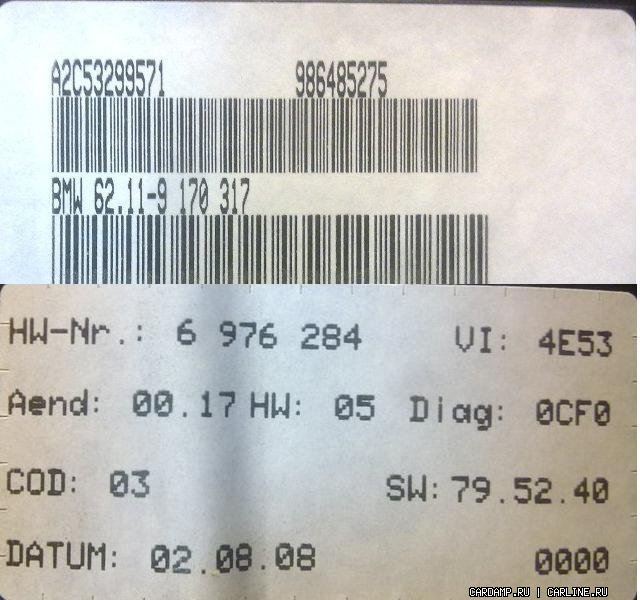 A2C53299571 986485275
BMW 62.11-9 170 317
HW-Nr.: 6 976 284 VI: 4E53
Aend: 00.17 HW: 05 Diag: 0CF0
COD: 03 SW: 79.52.40
DATUM: 02.08.08 0000
CARDAMP.RU | CARLINE.RU